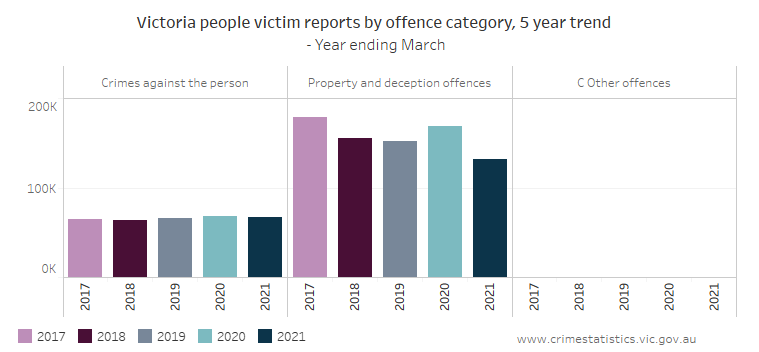 Victoria people victim reports by offence category, 5 year trend
- Year ending March
Crimes against the person Property and deception offences C Other offences
200K
100K
0K
2017 2018 2019 2020 2021 2017 2018 2019 2020 2021 2017 2018 2019 2020 2021
2017 2018 2019 2020 2021 www.crimestatistics.vic.gov.au